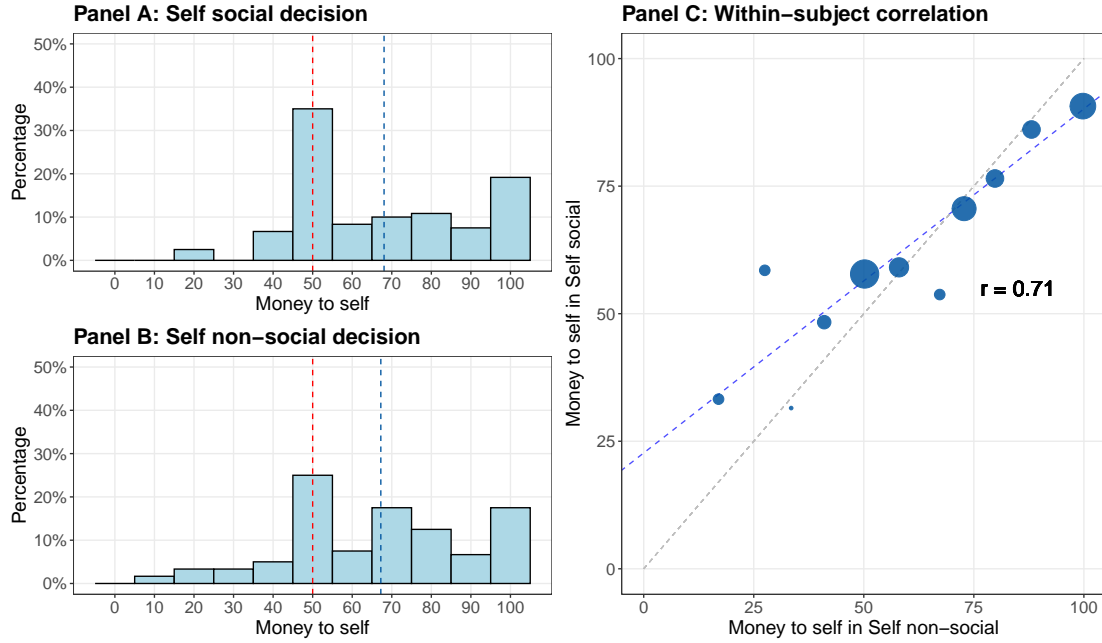 Panel A: Self social decision
Percentage
50%
40%
30%
20%
10%
0%
0 10 20 30 40 50 60 70 80 90 100
Money to self
Panel B: Self non−social decision
Percentage
50%
40%
30%
20%
10%
0%
0 10 20 30 40 50 60 70 80 90 100
Money to self
Panel C: Within−subject correlation
Money to self in Self social
100
75
50
25
0
r = 0.71
0 25 50 75 100
Money to self in Self non−social